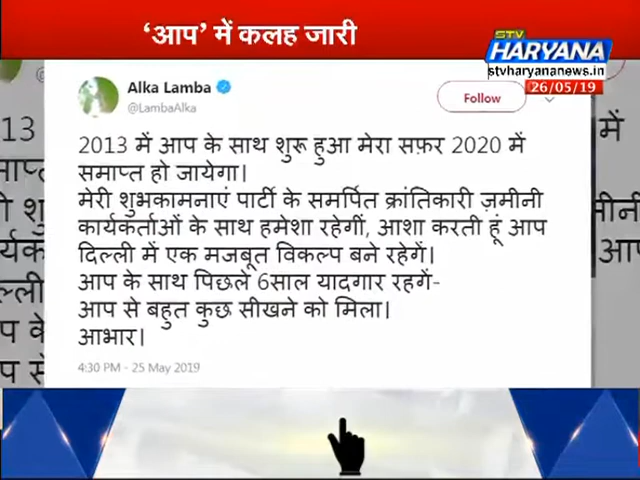 ‘आप’ में कलह जारी
STV
HARYANA
stvharyananews.in
26/05/19
Alka Lamba
@LambaAlka
Follow
2013 में आप के साथ शुरू हुआ मेरा सफ़र 2020 में
समाप्त हो जायेगा।
मेरी शुभकामनाएं पार्टी के समर्पित क्रांतिकारी ज़मीनी
कार्यकर्ताओं के साथ हमेशा रहेगीं, आशा करती हूं आप
दिल्ली में एक मजबूत विकल्प बने रहेगें।
आप के साथ पिछले 6साल यादगार रहगें-
आप से बहुत कुछ सीखने को मिला।
आभार।
4:30 PM - 25 May 2019